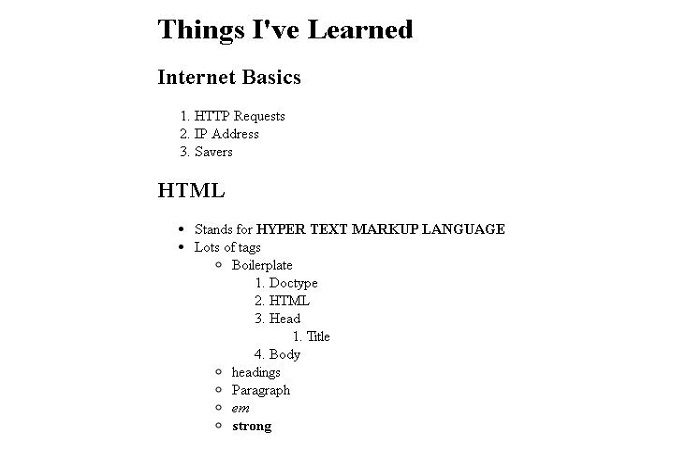 Things I've Learned
Internet Basics
1. HTTP Requests
2. IP Address
3. Savers
HTML
• Stands for HYPER TEXT MARKUP LANGUAGE
• Lots of tags
◦ Boilerplate
1. Doctype
2. HTML
3. Head
1. Title
4. Body
◦ headings
◦ Paragraph
◦ em
◦ strong